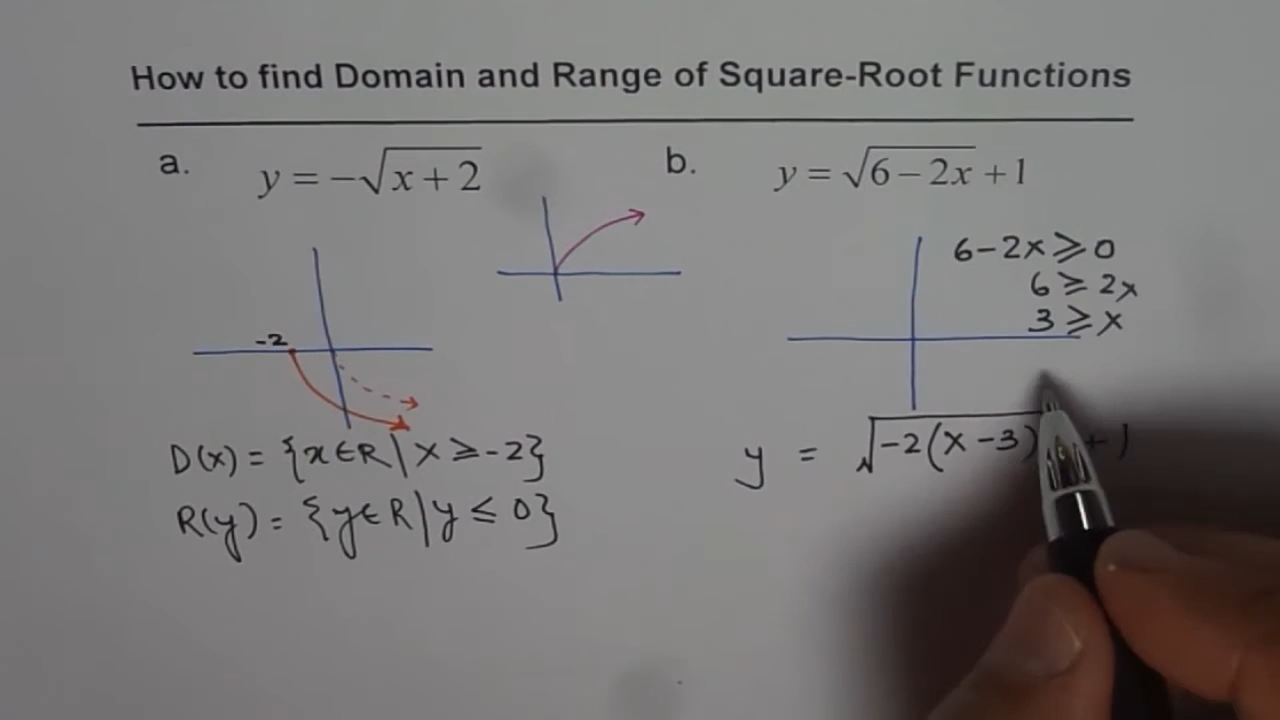 How to find Domain and Range of Square-Root Functions
a. y = -√(x + 2)
b. y = √(6 - 2x) + 1
-2
D(x) = {x∈R | x ≥ -2}
R(y) = {y∈R | y ≤ 0}
6-2x ≥ 0
6 ≥ 2x
3 ≥ x
y = √(-2(x-3)) + 1